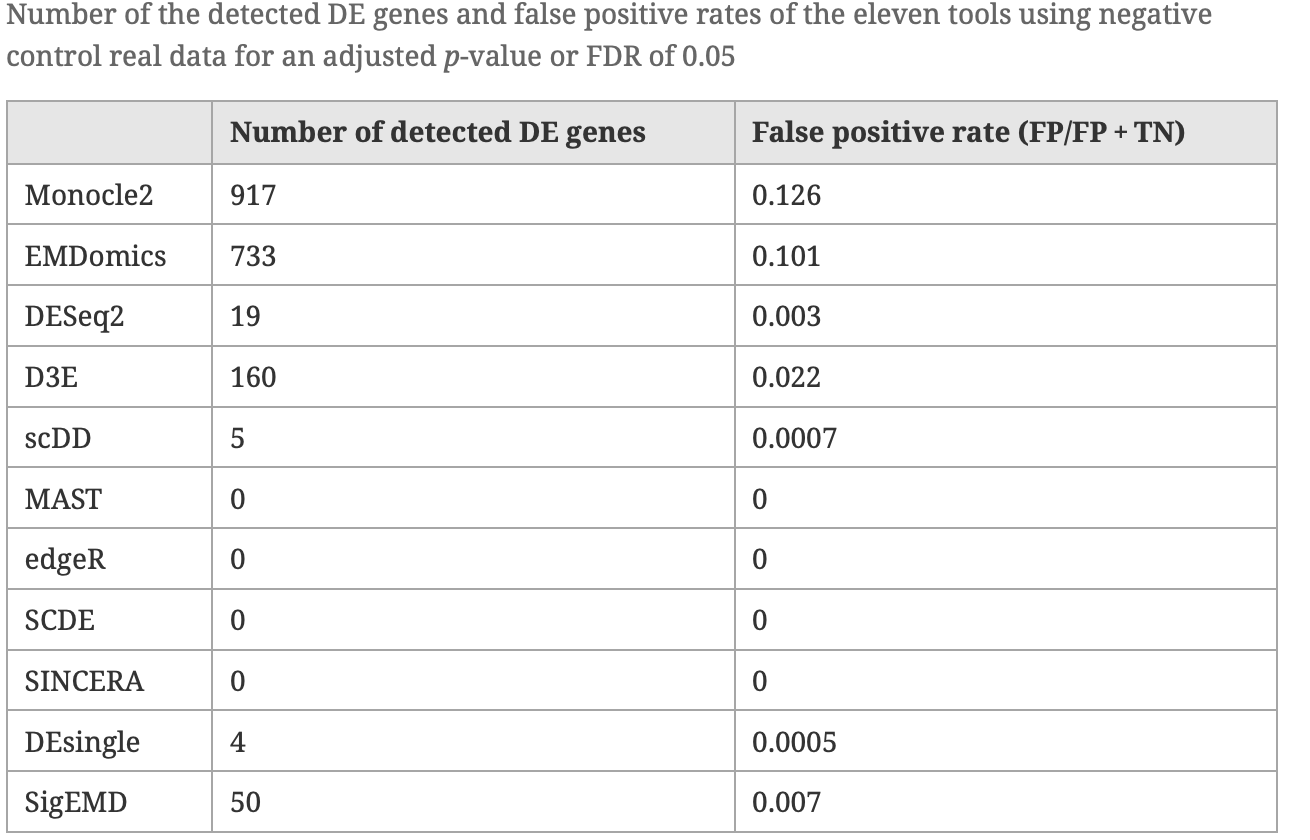 Number of the detected DE genes and false positive rates of the eleven tools using negative
control real data for an adjusted p-value or FDR of 0.05
Number of detected DE genes False positive rate (FP/FP + TN)
Monocle2 917 0.126
EMDomics 733 0.101
DESeq2 19 0.003
D3E 160 0.022
scDD 5 0.0007
MAST 0 0
edgeR 0 0
SCDE 0 0
SINCERA 0 0
DEsingle 4 0.0005
SigEMD 50 0.007